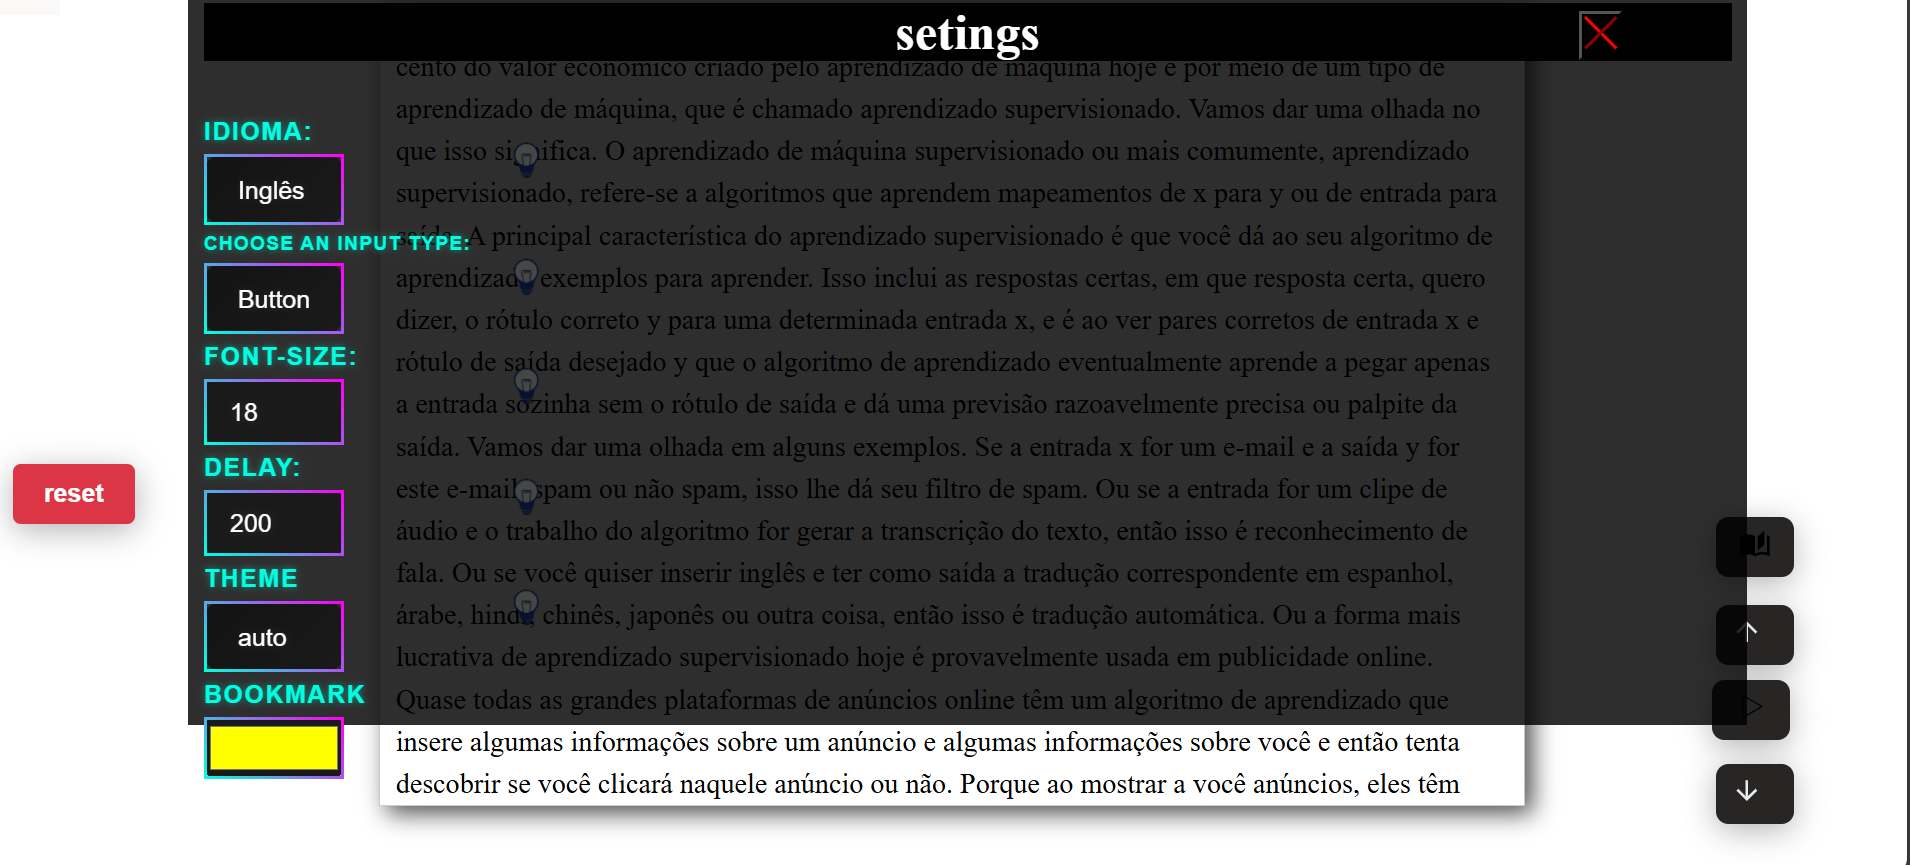 setings
cento do valor econômico criado pelo aprendizado de máquina hoje é por meio de um tipo de
aprendizado de máquina, que é chamado aprendizado supervisionado. Vamos dar uma olhada no
que isso significa. O aprendizado de máquina supervisionado ou mais comumente, aprendizado
supervisionado, refere-se a algoritmos que aprendem mapeamentos de x para y ou de entrada para
saída. A principal característica do aprendizado supervisionado é que você dá ao seu algoritmo de
aprendizado exemplos para aprender. Isso inclui as respostas certas, em que resposta certa, quero
dizer, o rótulo correto y para uma determinada entrada x, e é ao ver pares corretos de entrada x e
rótulo de saída desejado y que o algoritmo de aprendizado eventualmente aprende a pegar apenas
a entrada sozinha sem o rótulo de saída e dá uma previsão razoavelmente precisa ou palpite da
saída. Vamos dar uma olhada em alguns exemplos. Se a entrada x for um e-mail e a saída y for
este e-mail, spam ou não spam, isso lhe dá seu filtro de spam. Ou se a entrada for um clipe de
áudio e o trabalho do algoritmo for gerar a transcrição do texto, então isso é reconhecimento de
fala. Ou se você quiser inserir inglês e ter como saída a tradução correspondente em espanhol,
árabe, hindi, chinês, japonês ou outra coisa, então isso é tradução automática. Ou a forma mais
lucrativa de aprendizado supervisionado hoje é provavelmente usada em publicidade online.
Quase todas as grandes plataformas de anúncios online têm um algoritmo de aprendizado que
insere algumas informações sobre um anúncio e algumas informações sobre você e então tenta
descobrir se você clicará naquele anúncio ou não. Porque ao mostrar a você anúncios, eles têm
IDIOMA:
Inglês
CHOOSE AN INPUT TYPE:
Button
FONT-SIZE:
18
DELAY:
200
THEME
auto
BOOKMARK
reset